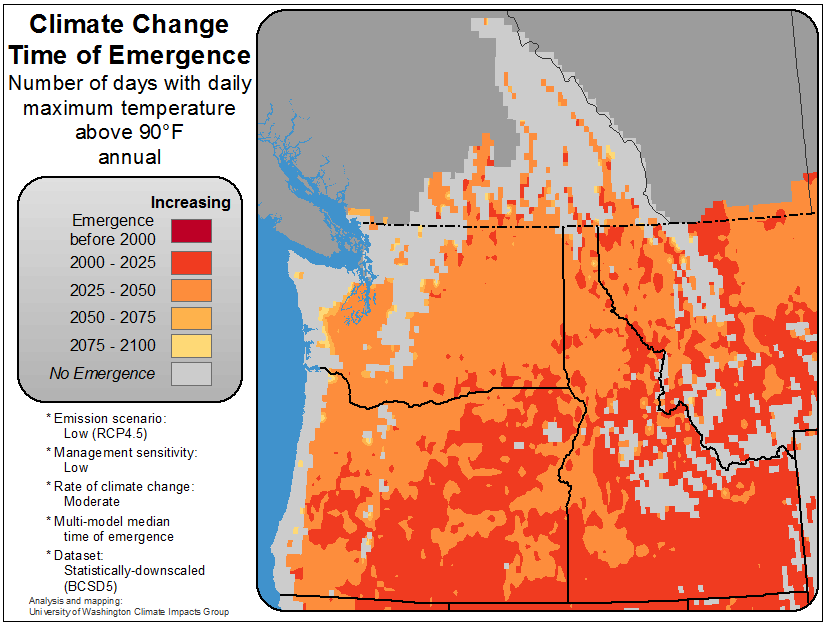 Climate Change
Time of Emergence
Number of days with daily
maximum temperature
above 90°F
annual
Increasing
Emergence
before 2000
2000 - 2025
2025 - 2050
2050 - 2075
2075 - 2100
No Emergence
* Emission scenario:
Low (RCP4.5)
* Management sensitivity:
Low
* Rate of climate change:
Moderate
* Multi-model median
time of emergence
* Dataset:
Statistically-downscaled
(BCSD5)
Analysis and mapping:
University of Washington Climate Impacts Group